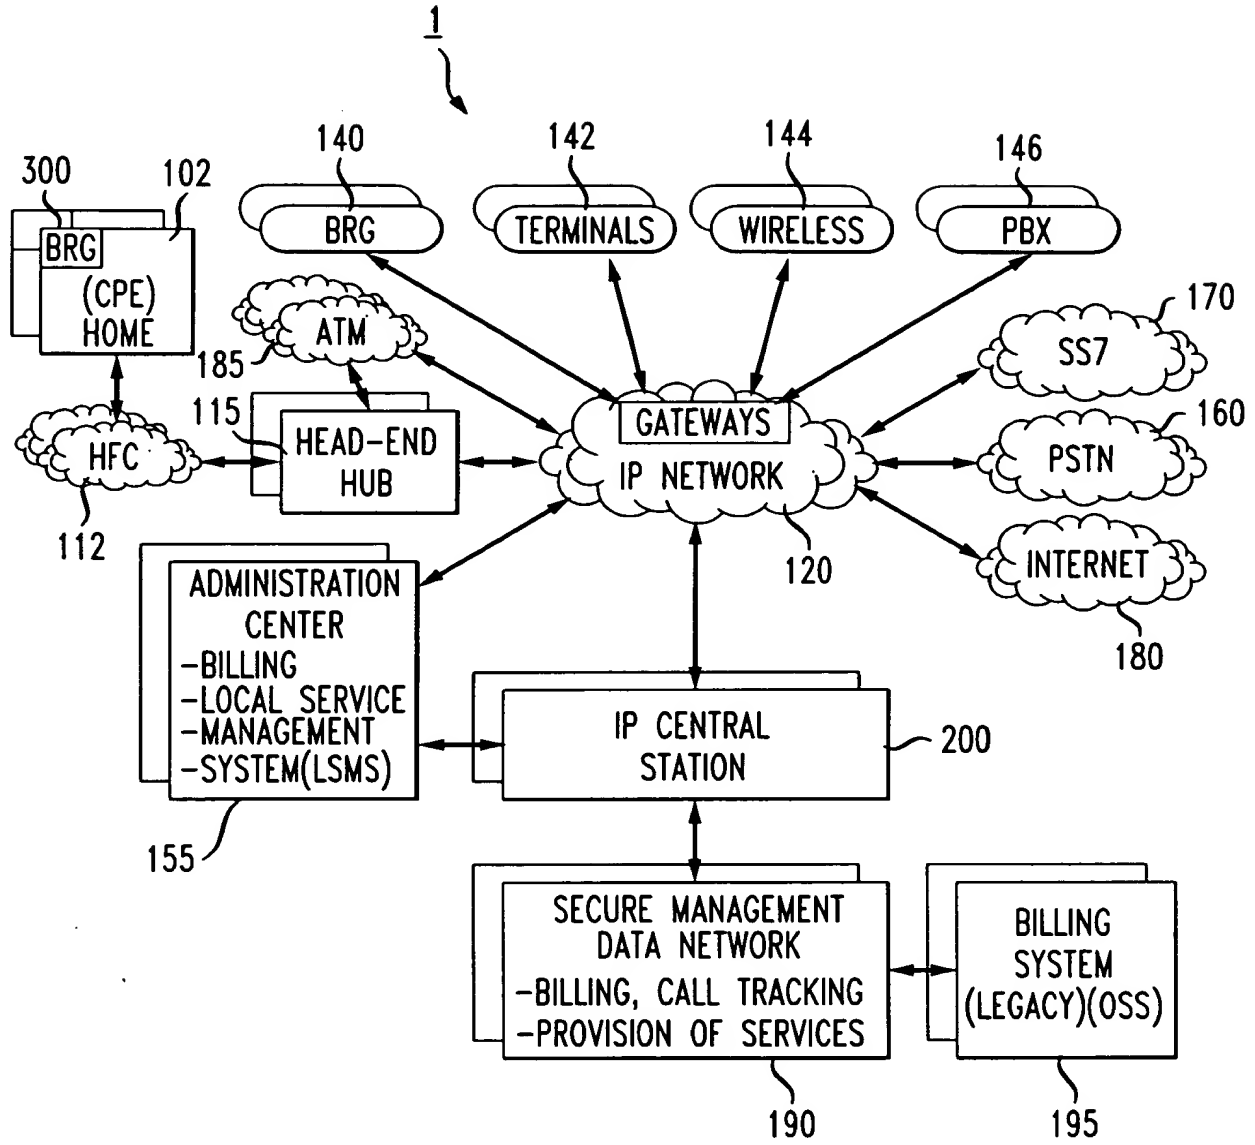 1
140
142
144
146
300
102
BRG
TERMINALS
WIRELESS
PBX
BRG
(CPE)
HOME
170
SS7
ATM
185
115
GATEWAYS
IP NETWORK
160
PSTN
HEAD-END
HUB
HFC
112
120
INTERNET
180
ADMINISTRATION
CENTER
-BILLING
-LOCAL SERVICE
-MANAGEMENT
-SYSTEM(LSMS)
155
IP CENTRAL
STATION
200
SECURE MANAGEMENT
DATA NETWORK
-BILLING, CALL TRACKING
-PROVISION OF SERVICES
190
BILLING
SYSTEM
(LEGACY)(OSS)
195